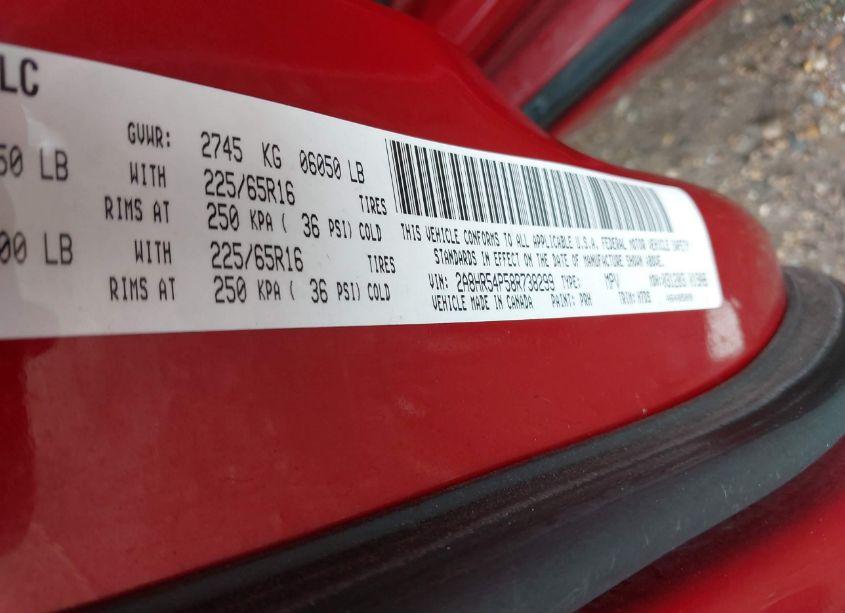 LC
GVWR: 2745 KG 06050 LB
50 LB WITH 225/65R16 TIRES
RIMS AT 250 KPA ( 36 PSI) COLD
00 LB WITH 225/65R16 TIRES
RIMS AT 250 KPA ( 36 PSI) COLD
THIS VEHICLE CONFORMS TO ALL APPLICABLE U.S.A. FEDERAL MOTOR VEHICLE SAFETY
STANDARDS IN EFFECT ON THE DATE OF MANUFACTURE SHOWN ABOVE.
VIN: 2A8HR54P58R738299 TYPE: MPV MDH:
VEHICLE MADE IN CANADA PAINT: PRH TRIM: